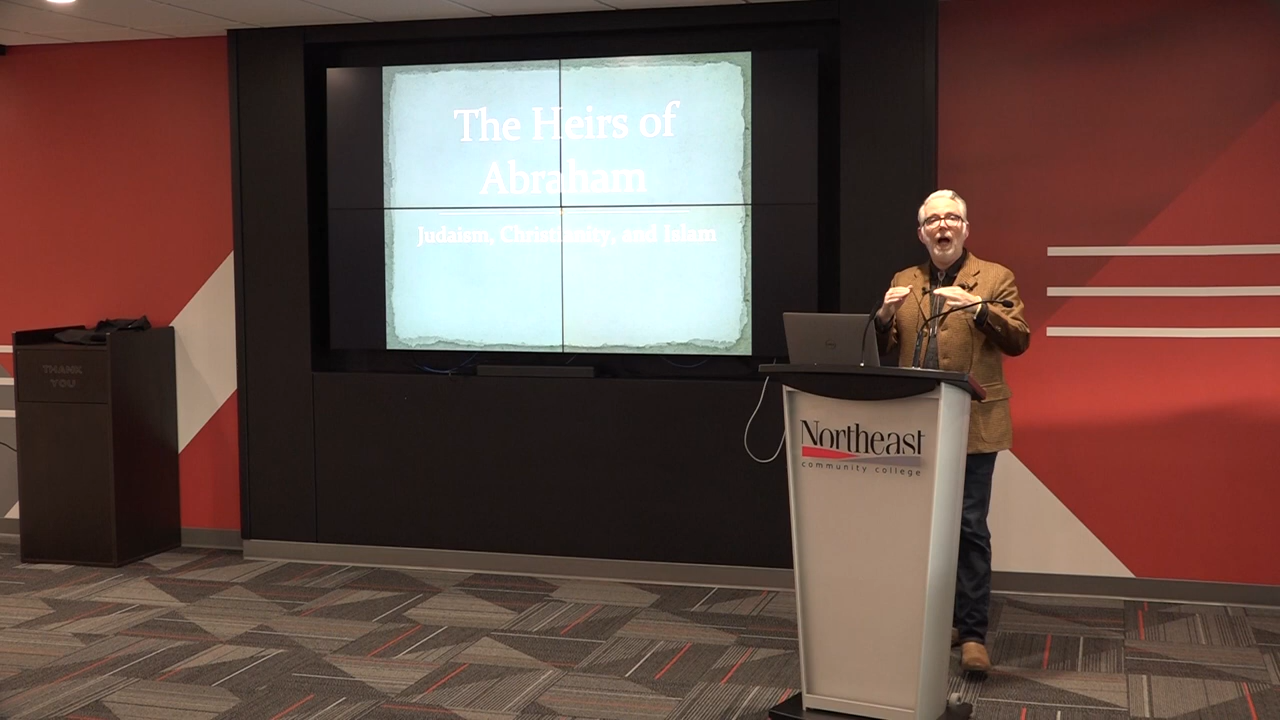 The Heirs of
Abraham
Judaism, Christianity, and Islam
THANK
YOU
Northeast
community college